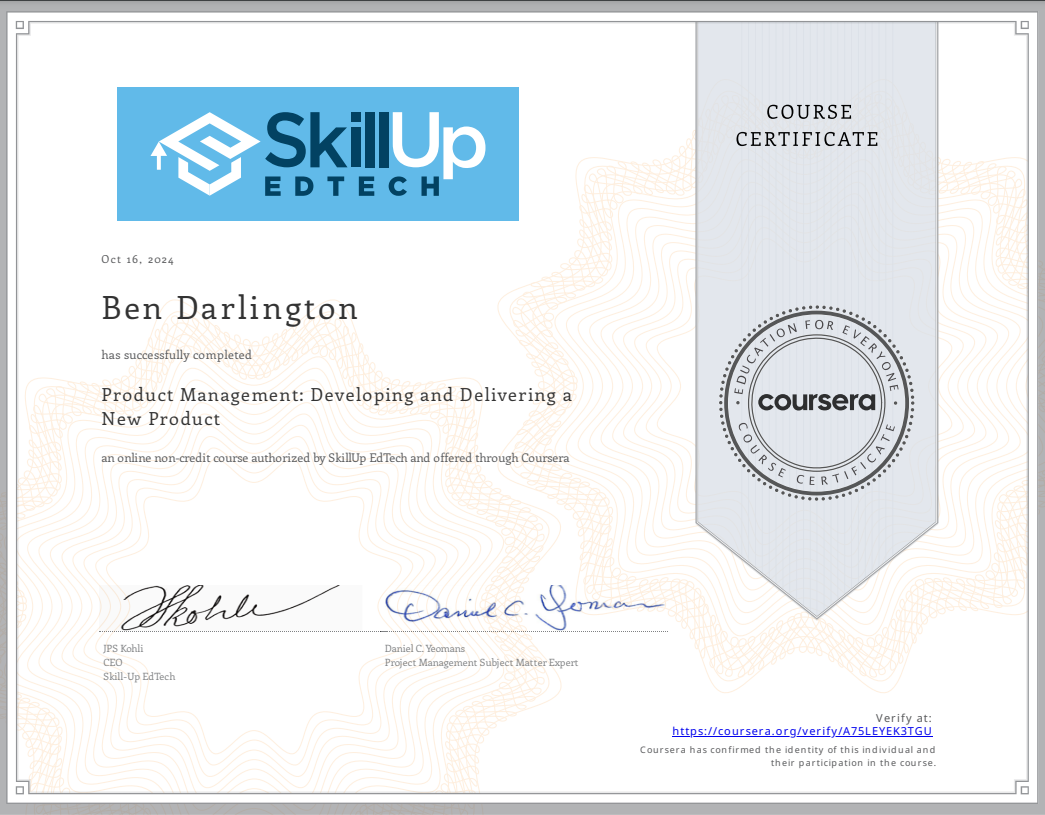 SkillUp
EDTECH
COURSE
CERTIFICATE
Oct 16, 2024
Ben Darlington
has successfully completed
Product Management: Developing and Delivering a
New Product
an online non-credit course authorized by SkillUp EdTech and offered through Coursera
EDUCATION FOR EVERYONE
coursera
COURSE CERTIFICATE
JPS Kohli
CEO
Skill-Up EdTech
Daniel C. Yeomans
Daniel C. Yeomans
Project Management Subject Matter Expert
Verify at:
https://coursera.org/verify/A75LEYEK3TGU
Coursera has confirmed the identity of this individual and
their participation in the course.